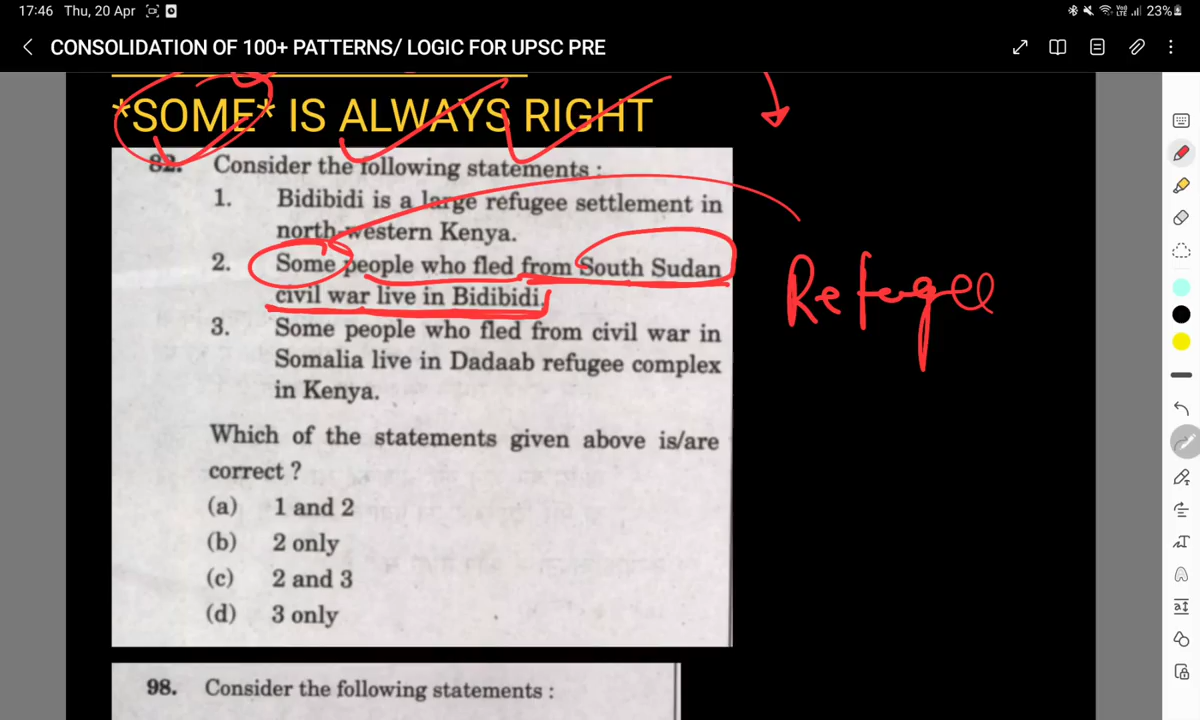 17:46 Thu, 20 Apr 23%
CONSOLIDATION OF 100+ PATTERNS/ LOGIC FOR UPSC PRE
*SOME* IS ALWAYS RIGHT
82. Consider the following statements :
1. Bidibidi is a large refugee settlement in
north-western Kenya.
2. Some people who fled from South Sudan
civil war live in Bidibidi.
3. Some people who fled from civil war in
Somalia live in Dadaab refugee complex
in Kenya.
Which of the statements given above is/are
correct ?
(a) 1 and 2
(b) 2 only
(c) 2 and 3
(d) 3 only
Refugee
98. Consider the following statements :